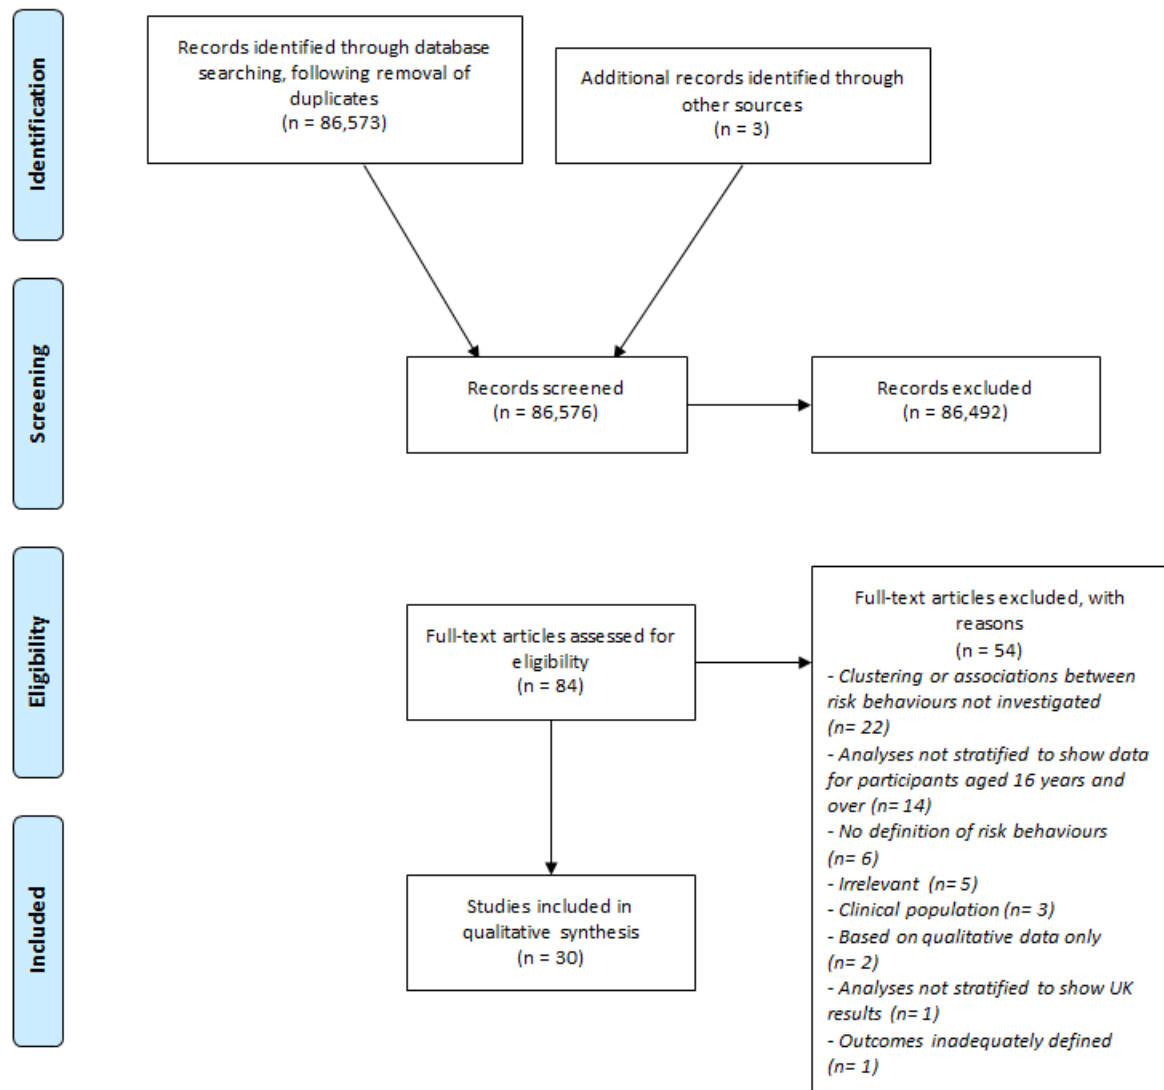 Identification
Records identified through database
searching, following removal of
duplicates
(n = 86,573)
Additional records identified through
other sources
(n = 3)
Screening
Records screened
(n = 86,576)
Records excluded
(n = 86,492)
Eligibility
Full-text articles assessed for
eligibility
(n = 84)
Full-text articles excluded, with
reasons
(n = 54)
- Clustering or associations between
risk behaviours not investigated
(n= 22)
- Analyses not stratified to show data
for participants aged 16 years and
over (n= 14)
- No definition of risk behaviours
(n= 6)
- Irrelevant (n= 5)
- Clinical population (n= 3)
- Based on qualitative data only
(n= 2)
- Analyses not stratified to show UK
results (n= 1)
- Outcomes inadequately defined
(n= 1)
Included
Studies included in
qualitative synthesis
(n = 30)